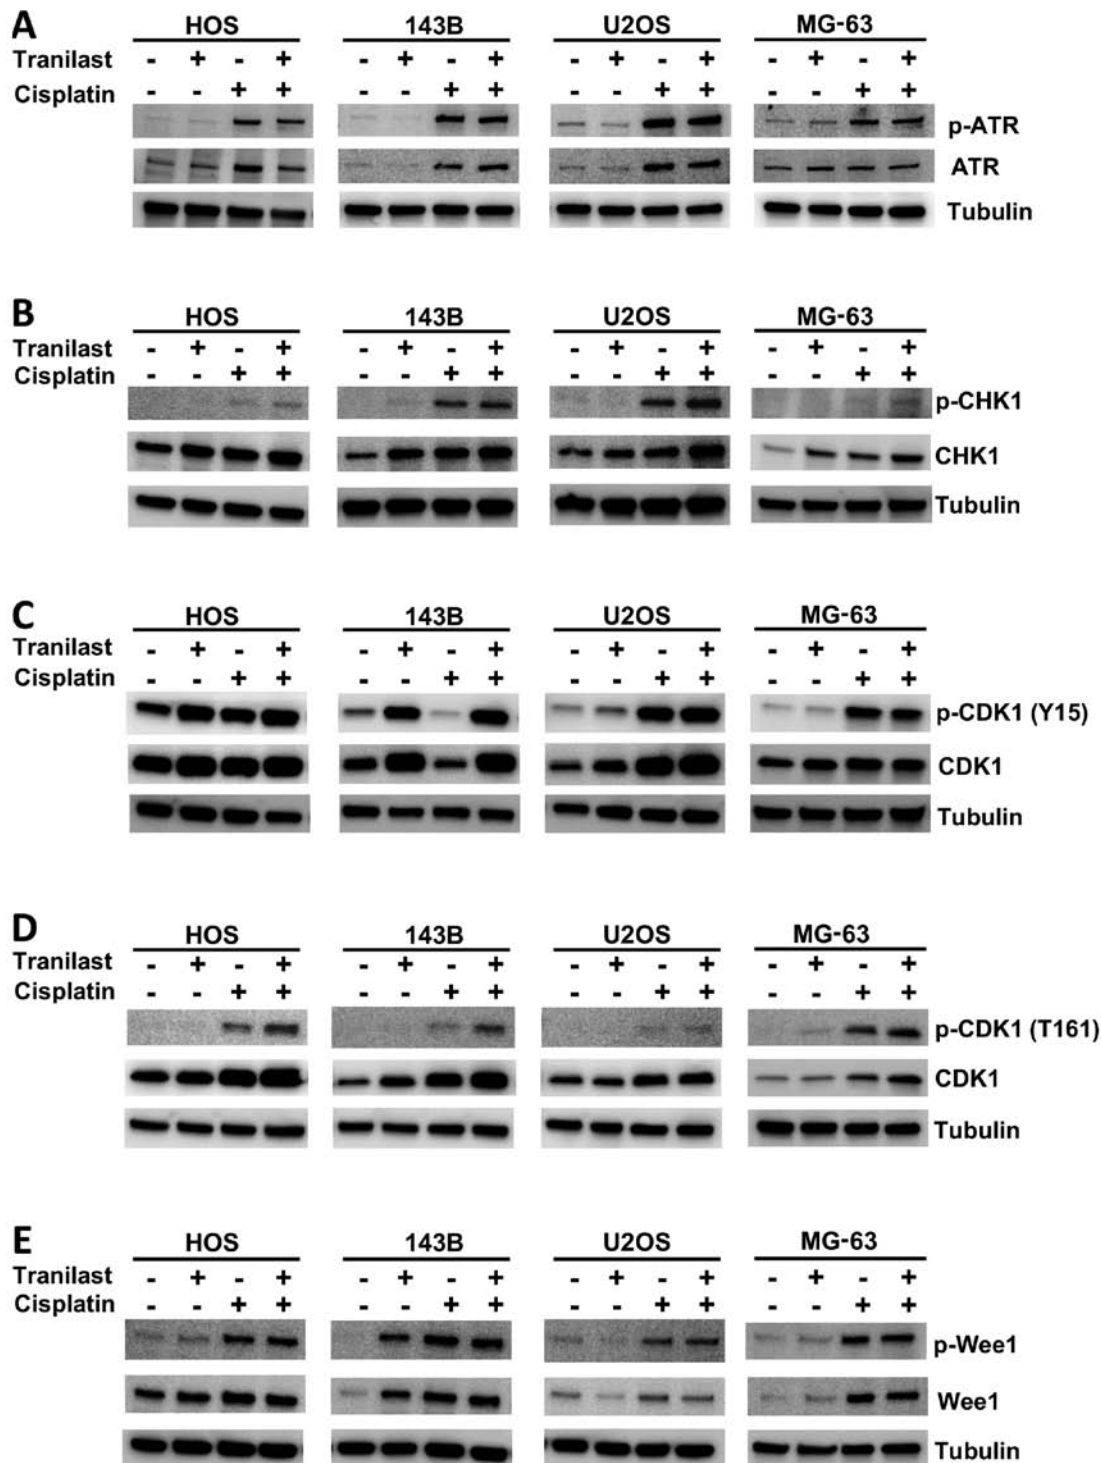 A
HOS 143B U2OS MG-63
Tranilast - + - + - + - + - + - + - + - +
Cisplatin - - + + - - + + - - + + - - + +
p-ATR
ATR
Tubulin
B
HOS 143B U2OS MG-63
Tranilast - + - + - + - + - + - + - + - +
Cisplatin - - + + - - + + - - + + - - + +
p-CHK1
CHK1
Tubulin
C
HOS 143B U2OS MG-63
Tranilast - + - + - + - + - + - + - + - +
Cisplatin - - + + - - + + - - + + - - + +
p-CDK1 (Y15)
CDK1
Tubulin
D
HOS 143B U2OS MG-63
Tranilast - + - + - + - + - + - + - + - +
Cisplatin - - + + - - + + - - + + - - + +
p-CDK1 (T161)
CDK1
Tubulin
E
HOS 143B U2OS MG-63
Tranilast - + - + - + - + - + - + - + - +
Cisplatin - - + + - - + + - - + + - - + +
p-Wee1
Wee1
Tubulin